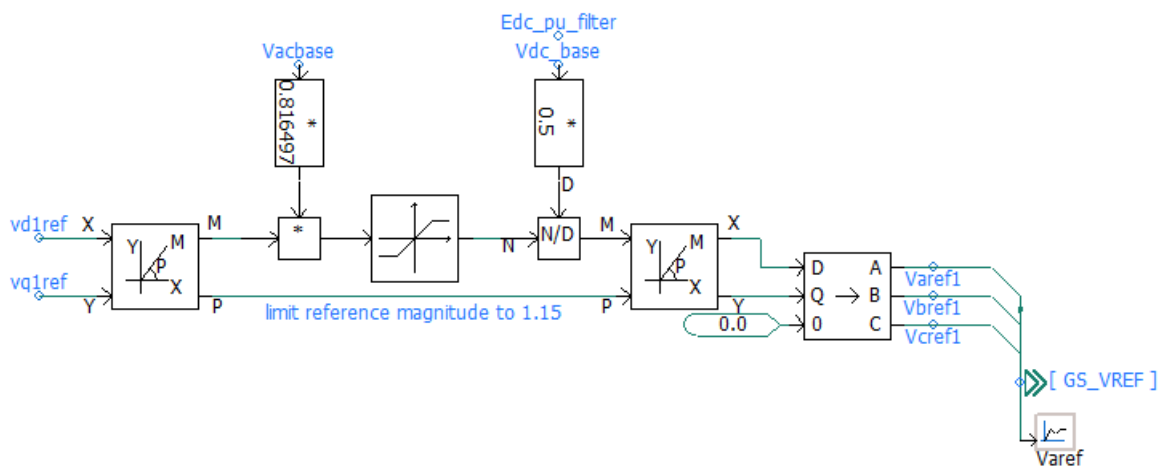 Edc_pu_filter
Vacbase
Vdc_base
0.816497
*
0.5
*
D
vd1ref
X
M
*
N
N/D
M
X
Y
M
P
X
Y
M
P
X
D
A
Varef1
vq1ref
Y
P
limit reference magnitude to 1.15
P
Y
Q
B
Vbref1
0.0
0
C
Vcref1
[ GS_VREF ]
Varef